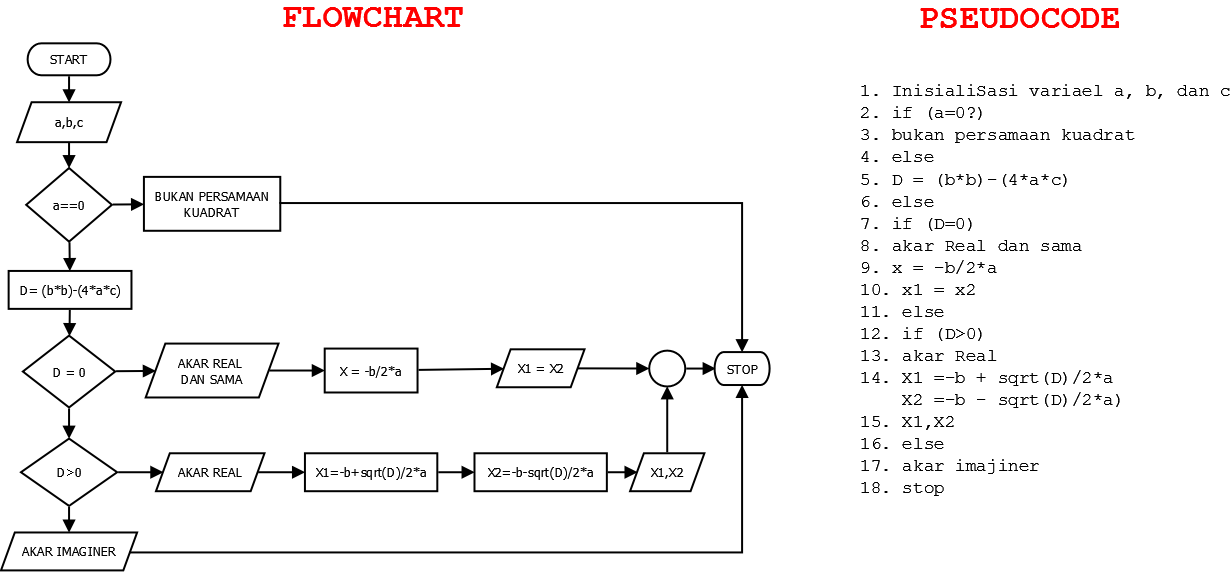 FLOWCHART
START
a,b,c
a==0
BUKAN PERSAMAAN
KUADRAT
D= (b*b)-(4*a*c)
D = 0
AKAR REAL
DAN SAMA
X = -b/2*a
X1 = X2
STOP
D>0
AKAR REAL
X1=-b+sqrt(D)/2*a
X2=-b-sqrt(D)/2*a
X1,X2
AKAR IMAGINER
PSEUDOCODE
1. InisialiSasi variael a, b, dan c
2. if (a=0?)
3. bukan persamaan kuadrat
4. else
5. D = (b*b)-(4*a*c)
6. else
7. if (D=0)
8. akar Real dan sama
9. x = -b/2*a
10. x1 = x2
11. else
12. if (D>0)
13. akar Real
14. X1 =-b + sqrt(D)/2*a
X2 =-b - sqrt(D)/2*a)
15. X1,X2
16. else
17. akar imajiner
18. stop